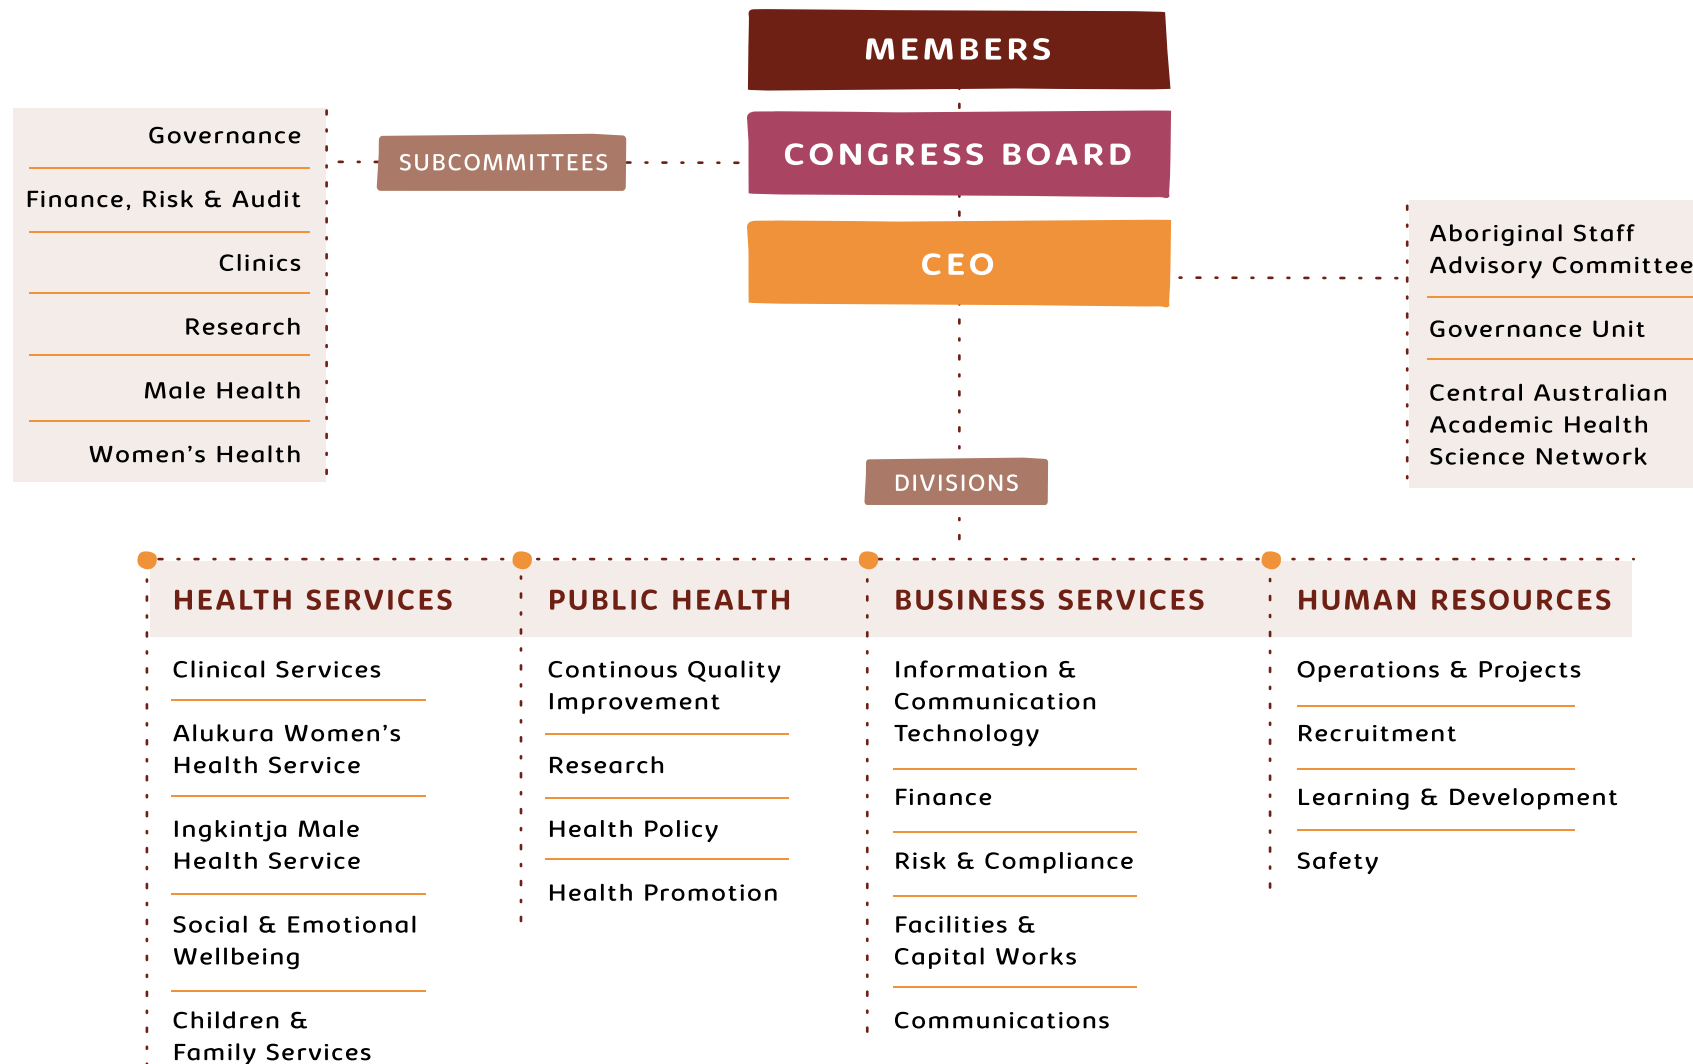 MEMBERS
CONGRESS BOARD
CEO
SUBCOMMITTEES
Governance
Finance, Risk & Audit
Clinics
Research
Male Health
Women’s Health
Aboriginal Staff
Advisory Committee
Governance Unit
Central Australian
Academic Health
Science Network
DIVISIONS
HEALTH SERVICES
Clinical Services
Alukura Women’s
Health Service
Ingkintja Male
Health Service
Social & Emotional
Wellbeing
Children &
Family Services
PUBLIC HEALTH
Continous Quality
Improvement
Research
Health Policy
Health Promotion
BUSINESS SERVICES
Information &
Communication
Technology
Finance
Risk & Compliance
Facilities &
Capital Works
Communications
HUMAN RESOURCES
Operations & Projects
Recruitment
Learning & Development
Safety